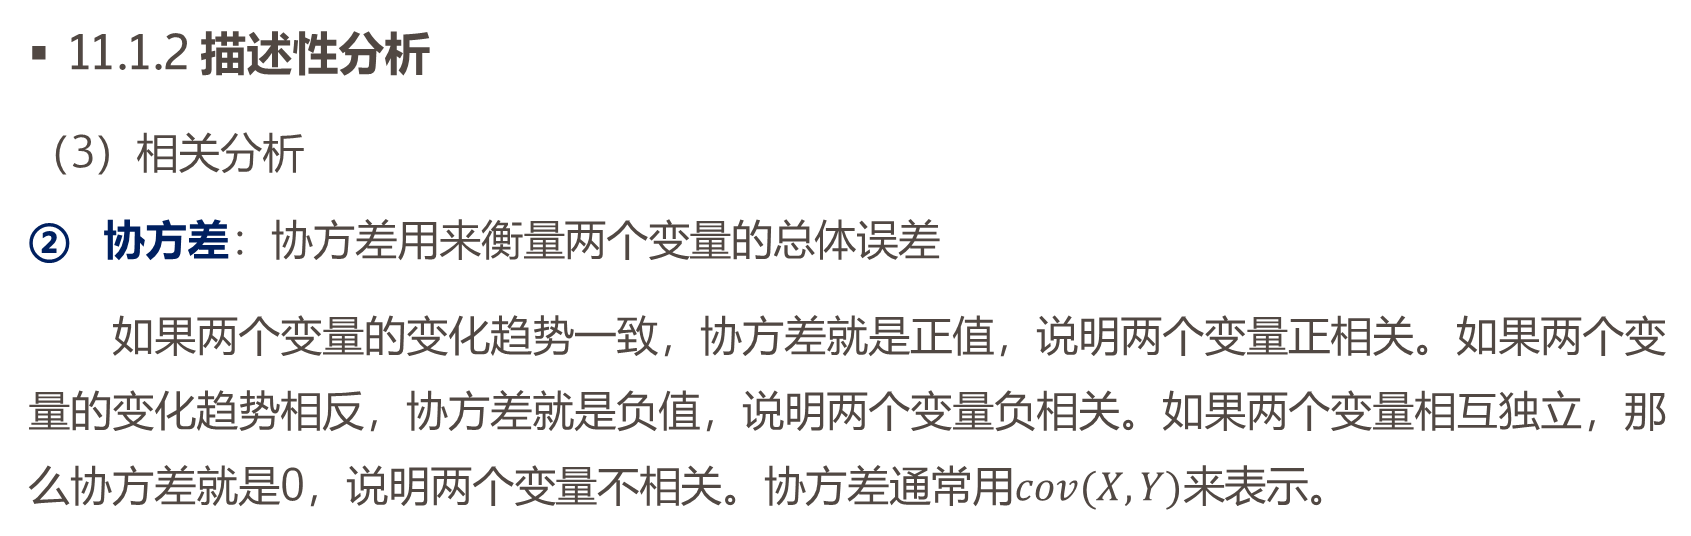 ▪ 11.1.2 描述性分析
（3）相关分析
② 协方差：协方差用来衡量两个变量的总体误差
如果两个变量的变化趋势一致，协方差就是正值，说明两个变量正相关。如果两个变
量的变化趋势相反，协方差就是负值，说明两个变量负相关。如果两个变量相互独立，那
么协方差就是0，说明两个变量不相关。协方差通常用cov(X,Y)来表示。